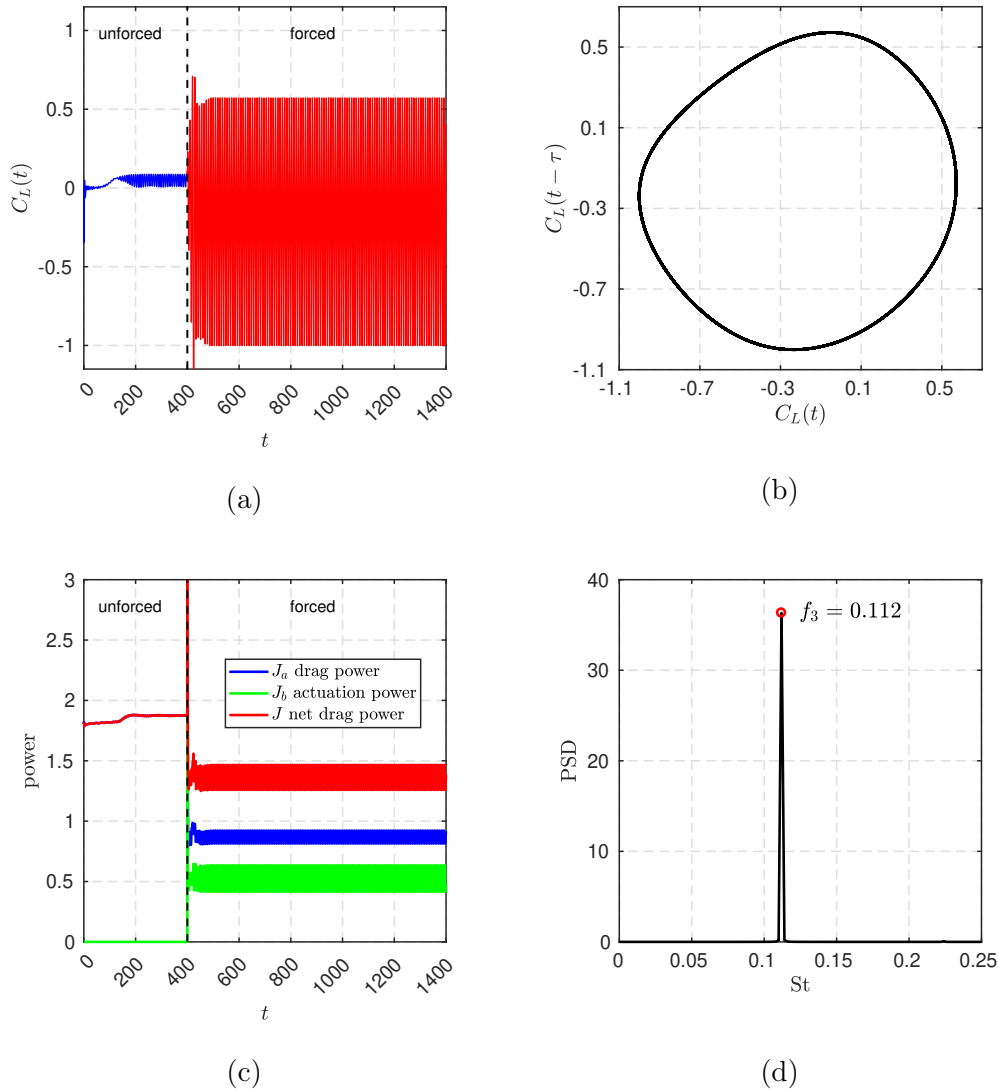 unforced forced
1
0.5
0
-0.5
-1
C_L(t)
0 200 400 600 800 1000 1200 1400
t
(a)
0.5
0.1
-0.3
-0.7
-1.1
C_L(t − τ)
-1.1 -0.7 -0.3 0.1 0.5
C_L(t)
(b)
unforced forced
3
2.5
2
1.5
1
0.5
0
power
J_a drag power
J_b actuation power
J net drag power
0 200 400 600 800 1000 1200 1400
t
(c)
40
30
20
10
0
PSD
f_3 = 0.112
0 0.05 0.1 0.15 0.2 0.25
St
(d)